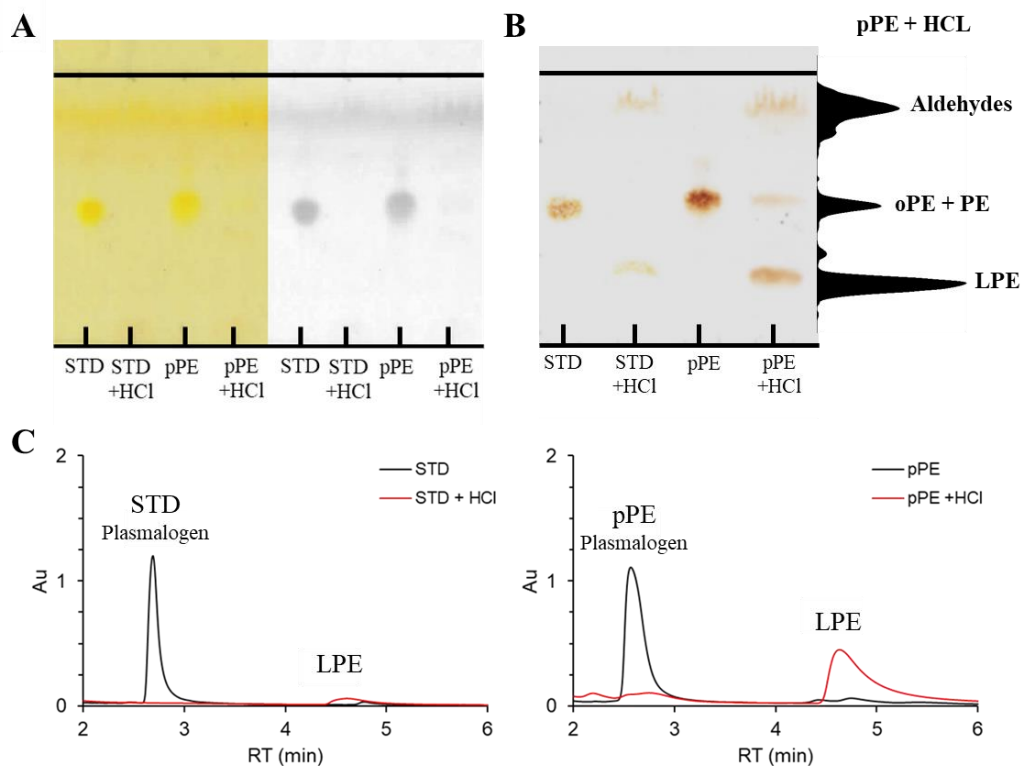 A
B
pPE + HCL
Aldehydes
oPE + PE
LPE
STD
STD
+HCl
pPE
pPE
+HCl
STD
STD
+HCl
pPE
pPE
+HCl
STD
STD
+HCl
pPE
pPE
+HCl
C
2
1
0
Au
STD
Plasmalogen
LPE
STD
STD + HCl
2
3
4
5
6
RT (min)
2
1
0
Au
pPE
Plasmalogen
LPE
pPE
pPE +HCl
2
3
4
5
6
RT (min)